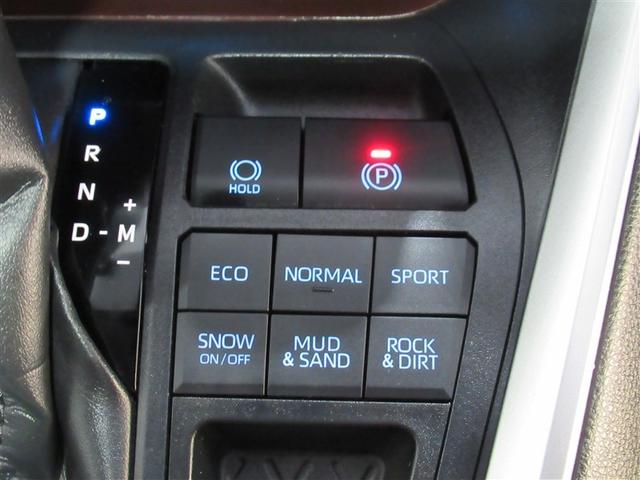 P
R
N
D - M
+
-
HOLD
P
ECO
NORMAL
SPORT
SNOW
ON/OFF
MUD
& SAND
ROCK
& DIRT